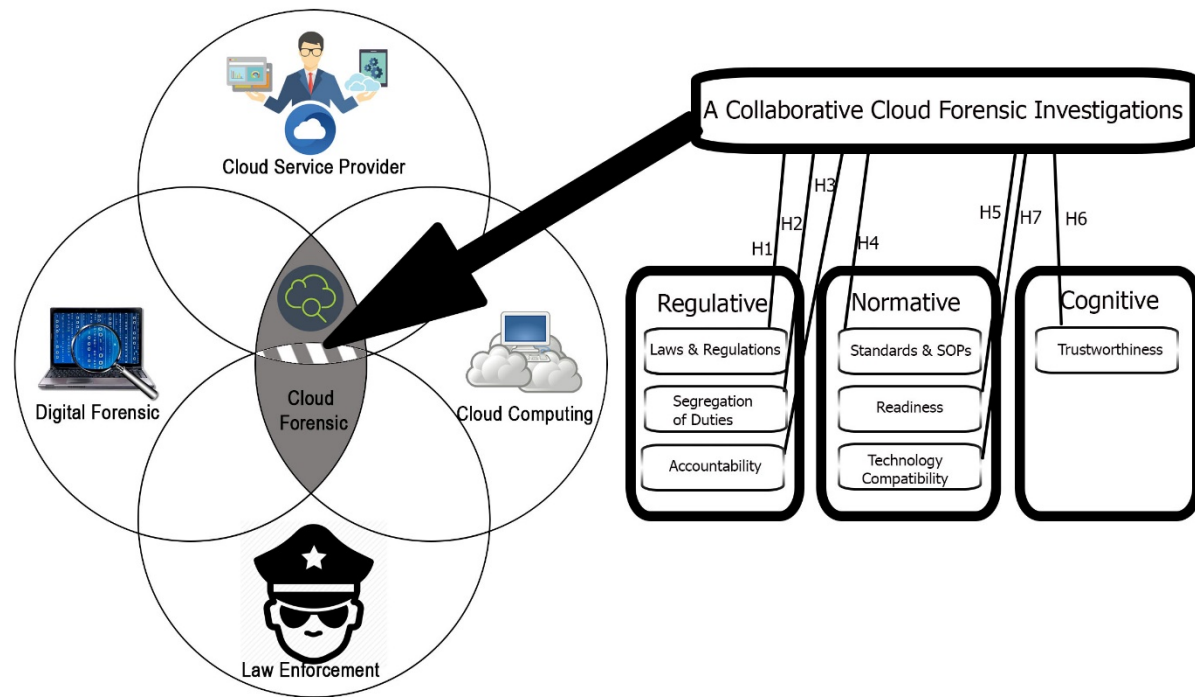 Cloud Service Provider
Digital Forensic
Cloud
Forensic
Cloud Computing
Law Enforcement
A Collaborative Cloud Forensic Investigations
H1
H2
H3
H4
H5
H7
H6
Regulative
Laws & Regulations
Segregation
of Duties
Accountability
Normative
Standards & SOPs
Readiness
Technology
Compatibility
Cognitive
Trustworthiness